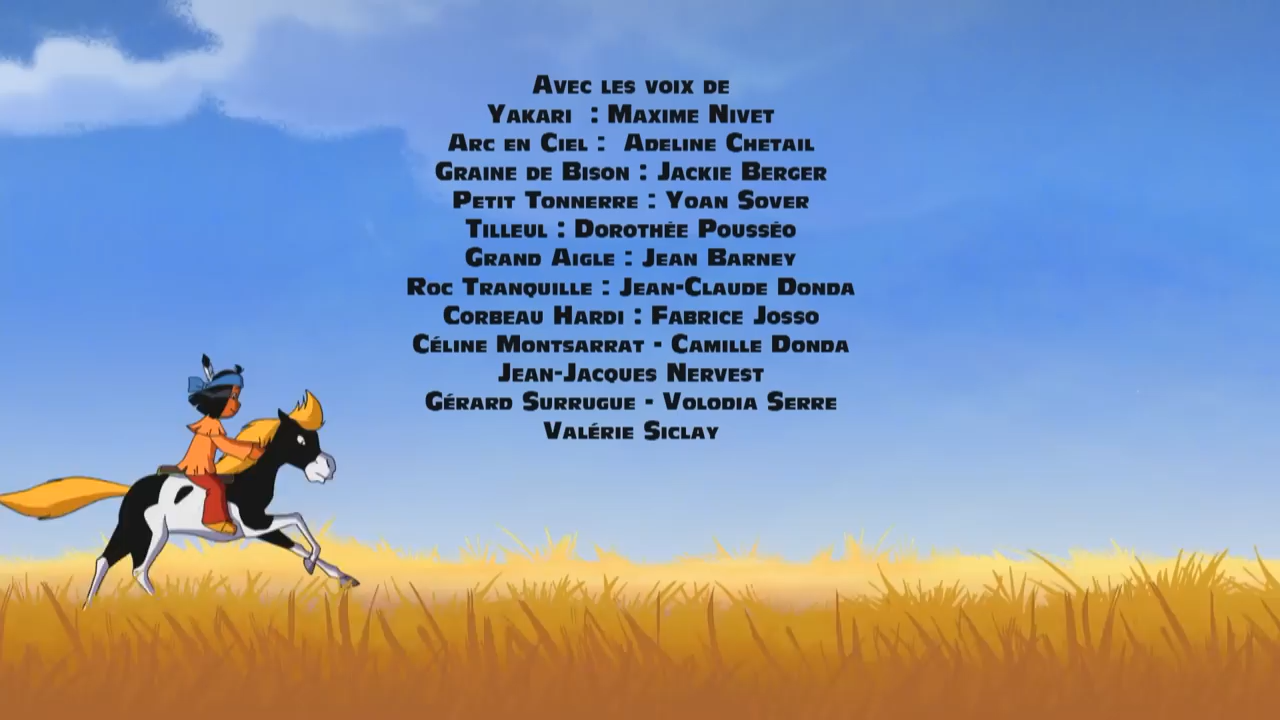 Avec les voix de
Yakari : Maxime Nivet
Arc en Ciel : Adeline Chetail
Graine de Bison : Jackie Berger
Petit Tonnerre : Yoan Sover
Tilleul : Dorothée Pousséo
Grand Aigle : Jean Barney
Roc Tranquille : Jean-Claude Donda
Corbeau Hardi : Fabrice Josso
Céline Montsarrat - Camille Donda
Jean-Jacques Nervest
Gérard Surrugue - Volodia Serre
Valérie Siclay